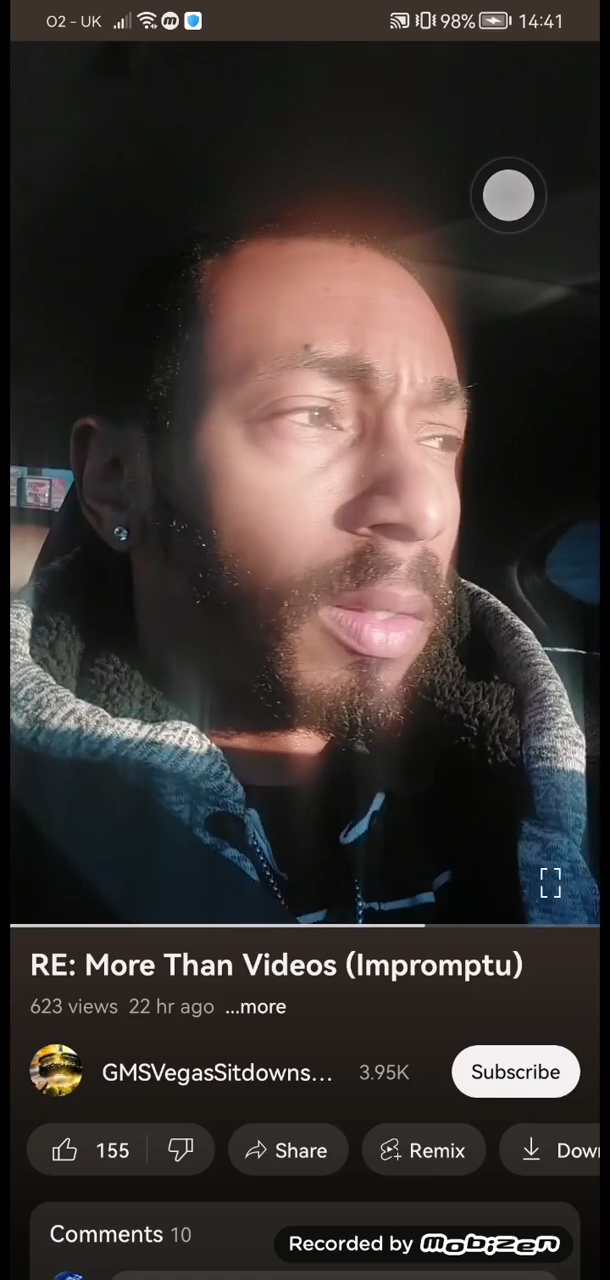 O2 - UK
98% 14:41
RE: More Than Videos (Impromptu)
623 views 22 hr ago ...more
GMSVegasSitdowns... 3.95K Subscribe
155 Share Remix Dow
Comments 10
Recorded by mobizen